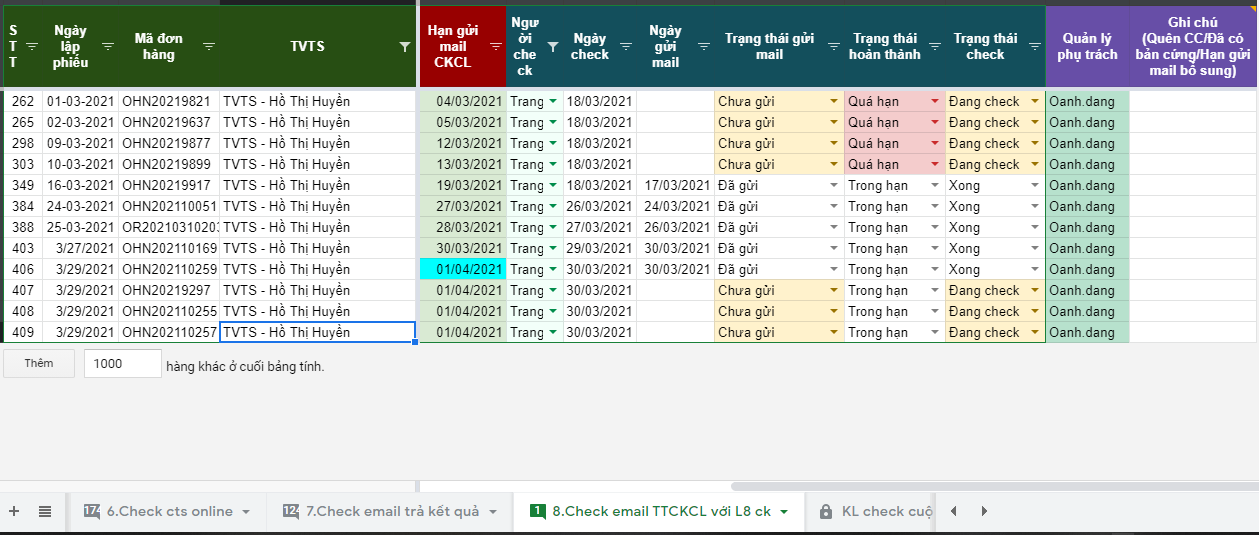 S T T
Ngày lập phiếu
Mã đơn hàng
TVTS
Hạn gửi mail CKCL
Người check
Ngày check
Ngày gửi mail
Trạng thái gửi mail
Trạng thái hoàn thành
Trạng thái check
Quản lý phụ trách
Ghi chú (Quên CC/Đã có bản cứng/Hạn gửi mail bổ sung)
262 01-03-2021 OHN20219821 TVTS - Hồ Thị Huyền 04/03/2021 Trang 18/03/2021 Chưa gửi Quá hạn Đang check Oanh.dang
265 02-03-2021 OHN20219637 TVTS - Hồ Thị Huyền 05/03/2021 Trang 18/03/2021 Chưa gửi Quá hạn Đang check Oanh.dang
298 09-03-2021 OHN20219877 TVTS - Hồ Thị Huyền 12/03/2021 Trang 18/03/2021 Chưa gửi Quá hạn Đang check Oanh.dang
303 10-03-2021 OHN20219899 TVTS - Hồ Thị Huyền 13/03/2021 Trang 18/03/2021 Chưa gửi Quá hạn Đang check Oanh.dang
349 16-03-2021 OHN20219917 TVTS - Hồ Thị Huyền 19/03/2021 Trang 18/03/2021 17/03/2021 Đã gửi Trong hạn Xong Oanh.dang
384 24-03-2021 OHN202110051 TVTS - Hồ Thị Huyền 27/03/2021 Trang 26/03/2021 24/03/2021 Đã gửi Trong hạn Xong Oanh.dang
388 25-03-2021 OR2021031020 TVTS - Hồ Thị Huyền 28/03/2021 Trang 27/03/2021 26/03/2021 Đã gửi Trong hạn Xong Oanh.dang
403 3/27/2021 OHN202110169 TVTS - Hồ Thị Huyền 30/03/2021 Trang 29/03/2021 30/03/2021 Đã gửi Trong hạn Xong Oanh.dang
406 3/29/2021 OHN202110259 TVTS - Hồ Thị Huyền 01/04/2021 Trang 30/03/2021 30/03/2021 Đã gửi Trong hạn Xong Oanh.dang
407 3/29/2021 OHN20219297 TVTS - Hồ Thị Huyền 01/04/2021 Trang 30/03/2021 Chưa gửi Trong hạn Đang check Oanh.dang
408 3/29/2021 OHN202110255 TVTS - Hồ Thị Huyền 01/04/2021 Trang 30/03/2021 Chưa gửi Trong hạn Đang check Oanh.dang
409 3/29/2021 OHN202110257 TVTS - Hồ Thị Huyền 01/04/2021 Trang 30/03/2021 Chưa gửi Trong hạn Đang check Oanh.dang
Thêm 1000 hàng khác ở cuối bảng tính.
174 6.Check cts online 124 7.Check email trả kết quả 1 8.Check email TTCKCL với L8 ck KL check cuộ